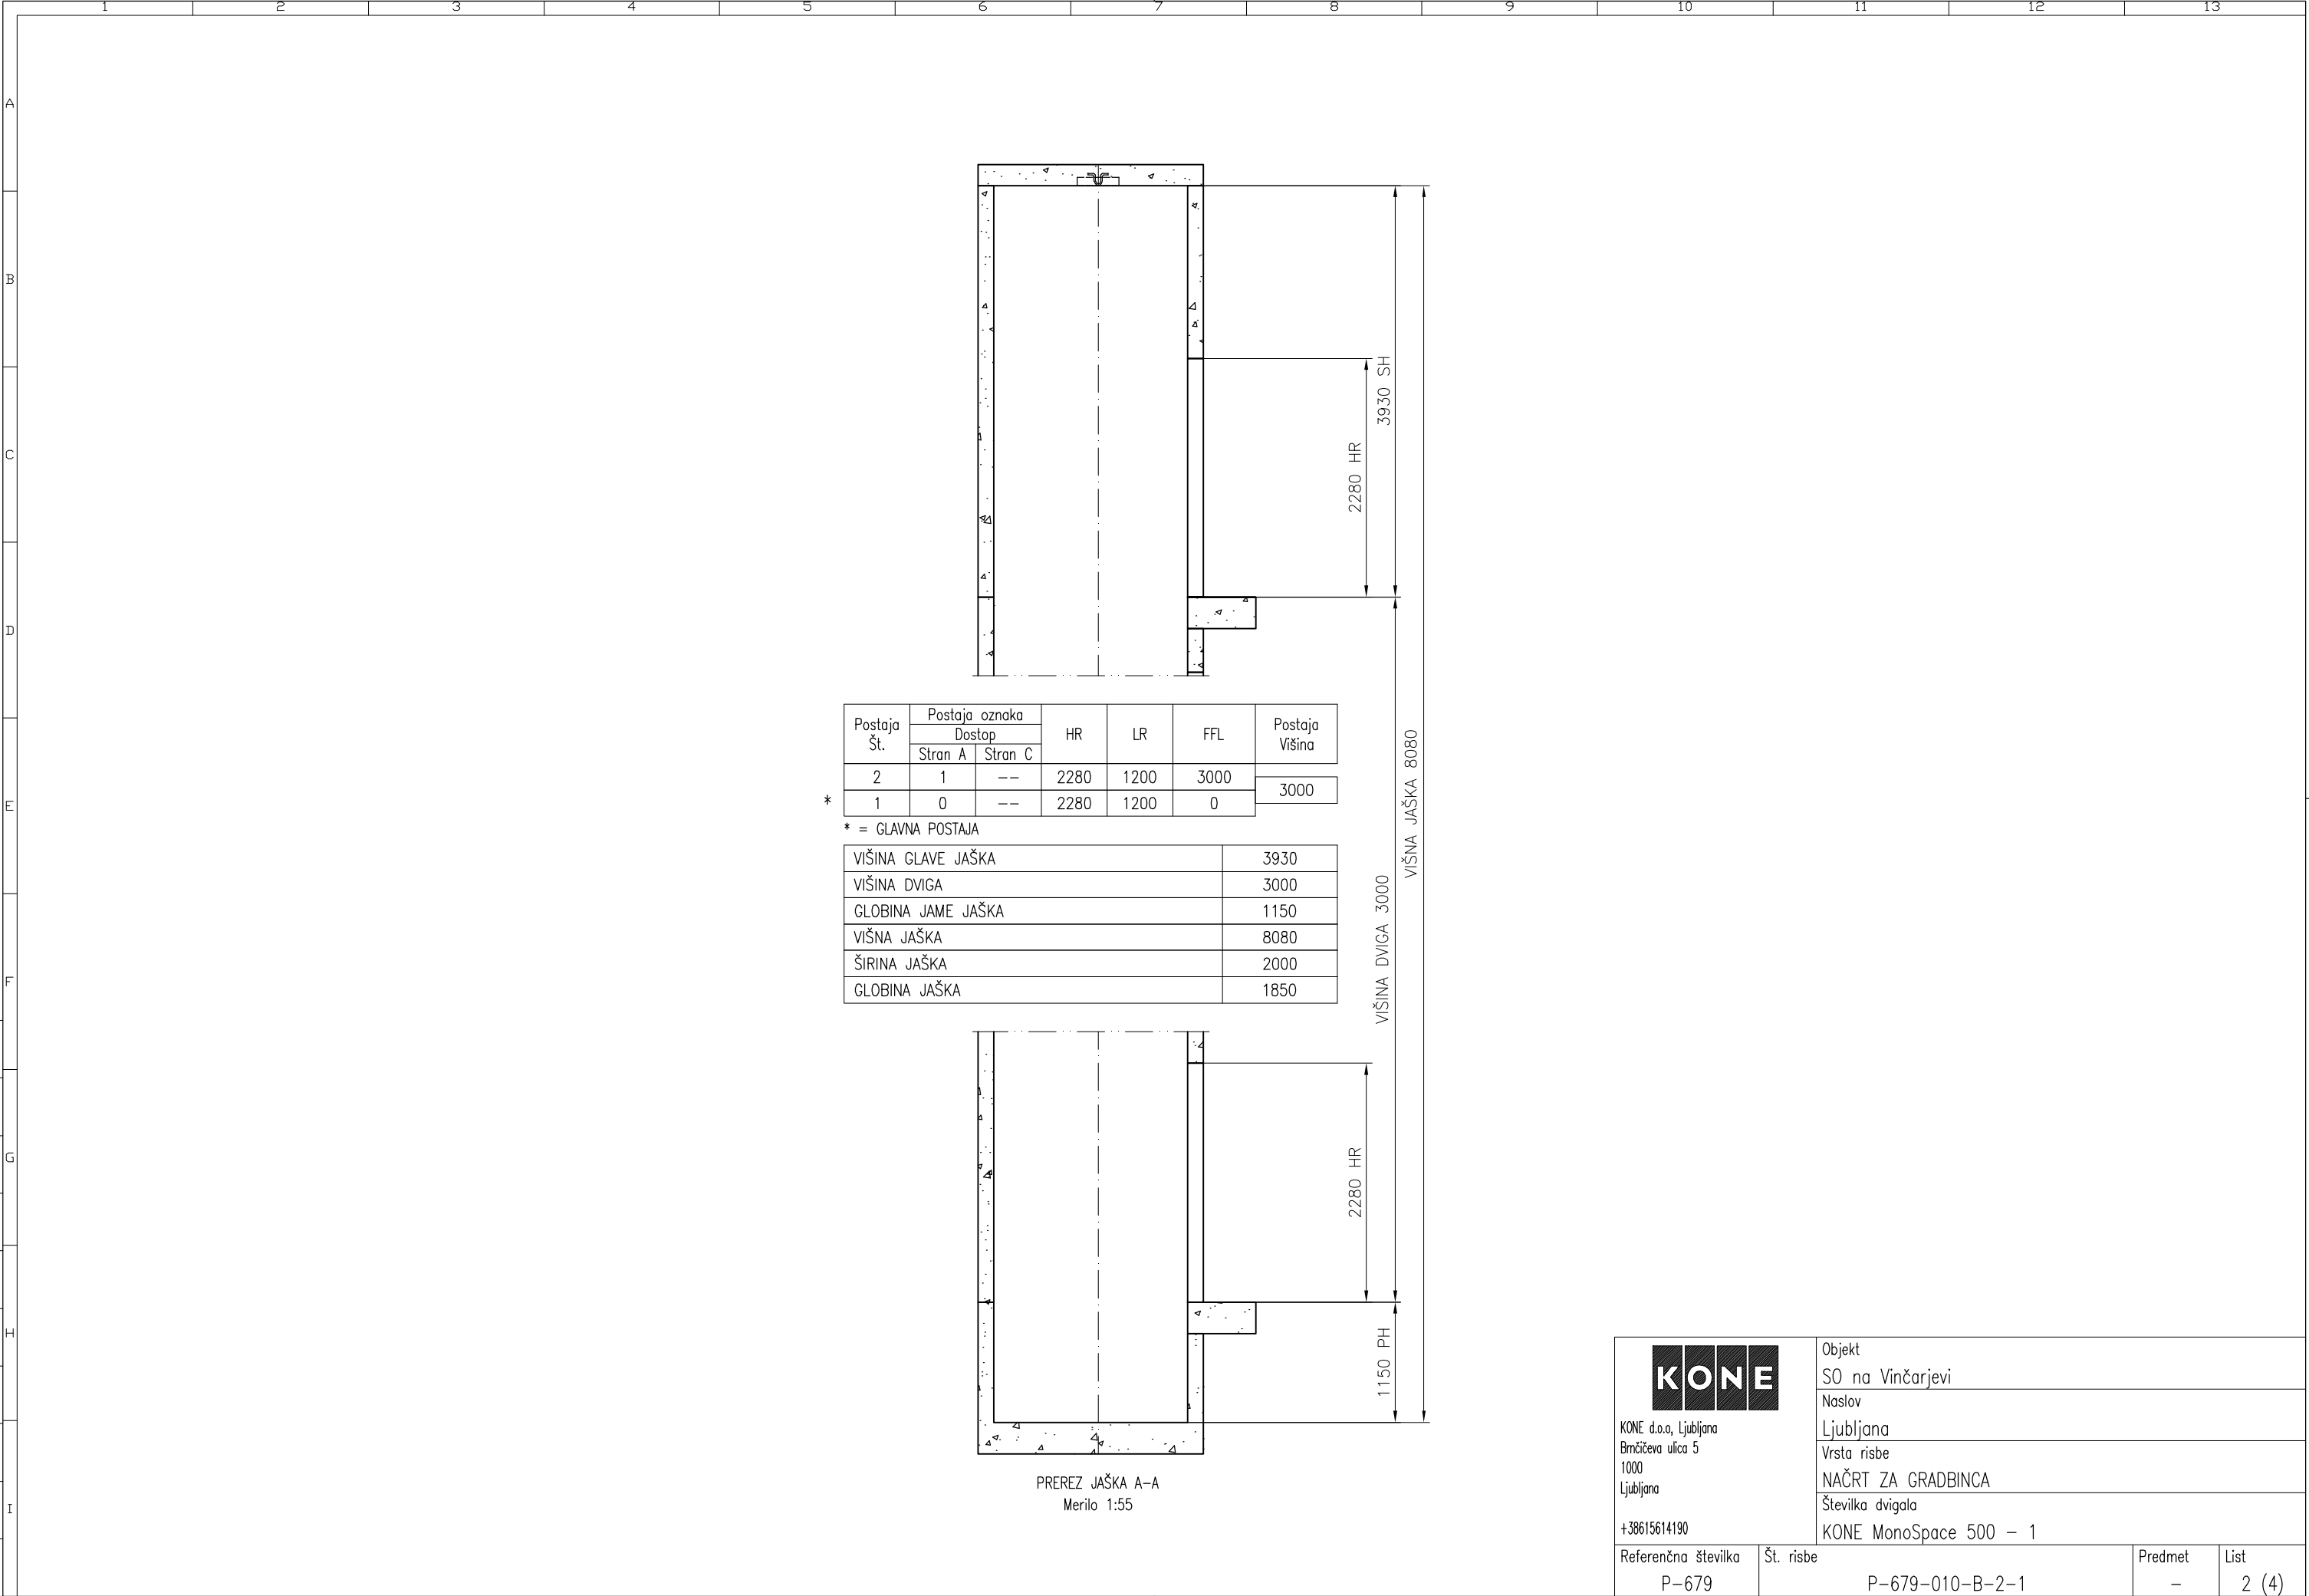 1 2 3 4 5 6 7 8 9 10 11 12 13
A
B
C
D
E
F
G
H
I
3930 SH
2280 HR
VIŠNA JAŠKA 8080
VIŠINA DVIGA 3000
Postaja Št. Postaja oznaka HR LR FFL Postaja Višina
Dostop
Stran A Stran C
2 1 -- 2280 1200 3000
3000
* 1 0 -- 2280 1200 0
* = GLAVNA POSTAJA
VIŠINA GLAVE JAŠKA 3930
VIŠINA DVIGA 3000
GLOBINA JAME JAŠKA 1150
VIŠNA JAŠKA 8080
ŠIRINA JAŠKA 2000
GLOBINA JAŠKA 1850
2280 HR
1150 PH
PREREZ JAŠKA A-A
Merilo 1:55
KONE
KONE d.o.o, Ljubljana
Brnčičeva ulica 5
1000
Ljubljana
+38615614190
Objekt
SO na Vinčarjevi
Naslov
Ljubljana
Vrsta risbe
NAČRT ZA GRADBINCA
Številka dvigala
KONE MonoSpace 500 - 1
Referenčna številka
P-679
Št. risbe
P-679-010-B-2-1
Predmet
-
List
2 (4)